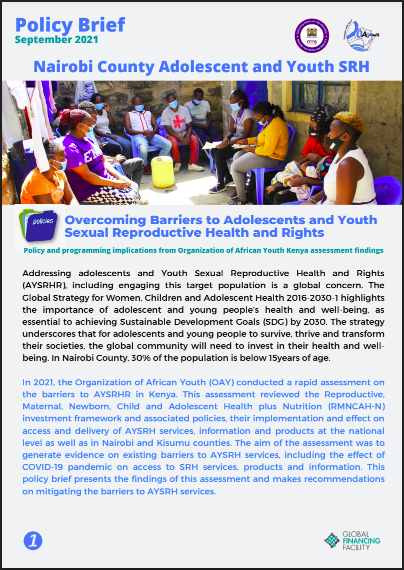 Policy Brief
September 2021
Nairobi County Adolescent and Youth SRH
policies
Overcoming Barriers to Adolescents and Youth
Sexual Reproductive Health and Rights
Policy and programming implications from Organization of African Youth Kenya assessment findings
Addressing adolescents and Youth Sexual Reproductive Health and Rights
(AYSRHR), including engaging this target population is a global concern. The
Global Strategy for Women, Children and Adolescent Health 2016-2030-1 highlights
the importance of adolescent and young people's health and well-being, as
essential to achieving Sustainable Development Goals (SDG) by 2030. The strategy
underscores that for adolescents and young people to survive, thrive and transform
their societies, the global community will need to invest in their health and well-
being. In Nairobi County, 30% of the population is below 15years of age.
In 2021, the Organization of African Youth (OAY) conducted a rapid assessment on
the barriers to AYSRHR in Kenya. This assessment reviewed the Reproductive,
Maternal, Newborn, Child and Adolescent Health plus Nutrition (RMNCAH-N)
investment framework and associated policies, their implementation and effect on
access and delivery of AYSRH services, information and products at the national
level as well as in Nairobi and Kisumu counties. The aim of the assessment was to
generate evidence on existing barriers to AYSRH services, including the effect of
COVID-19 pandemic on access to SRH services, products and information. This
policy brief presents the findings of this assessment and makes recommendations
on mitigating the barriers to AYSRH services.
1
GLOBAL
FINANCING
FACILITY